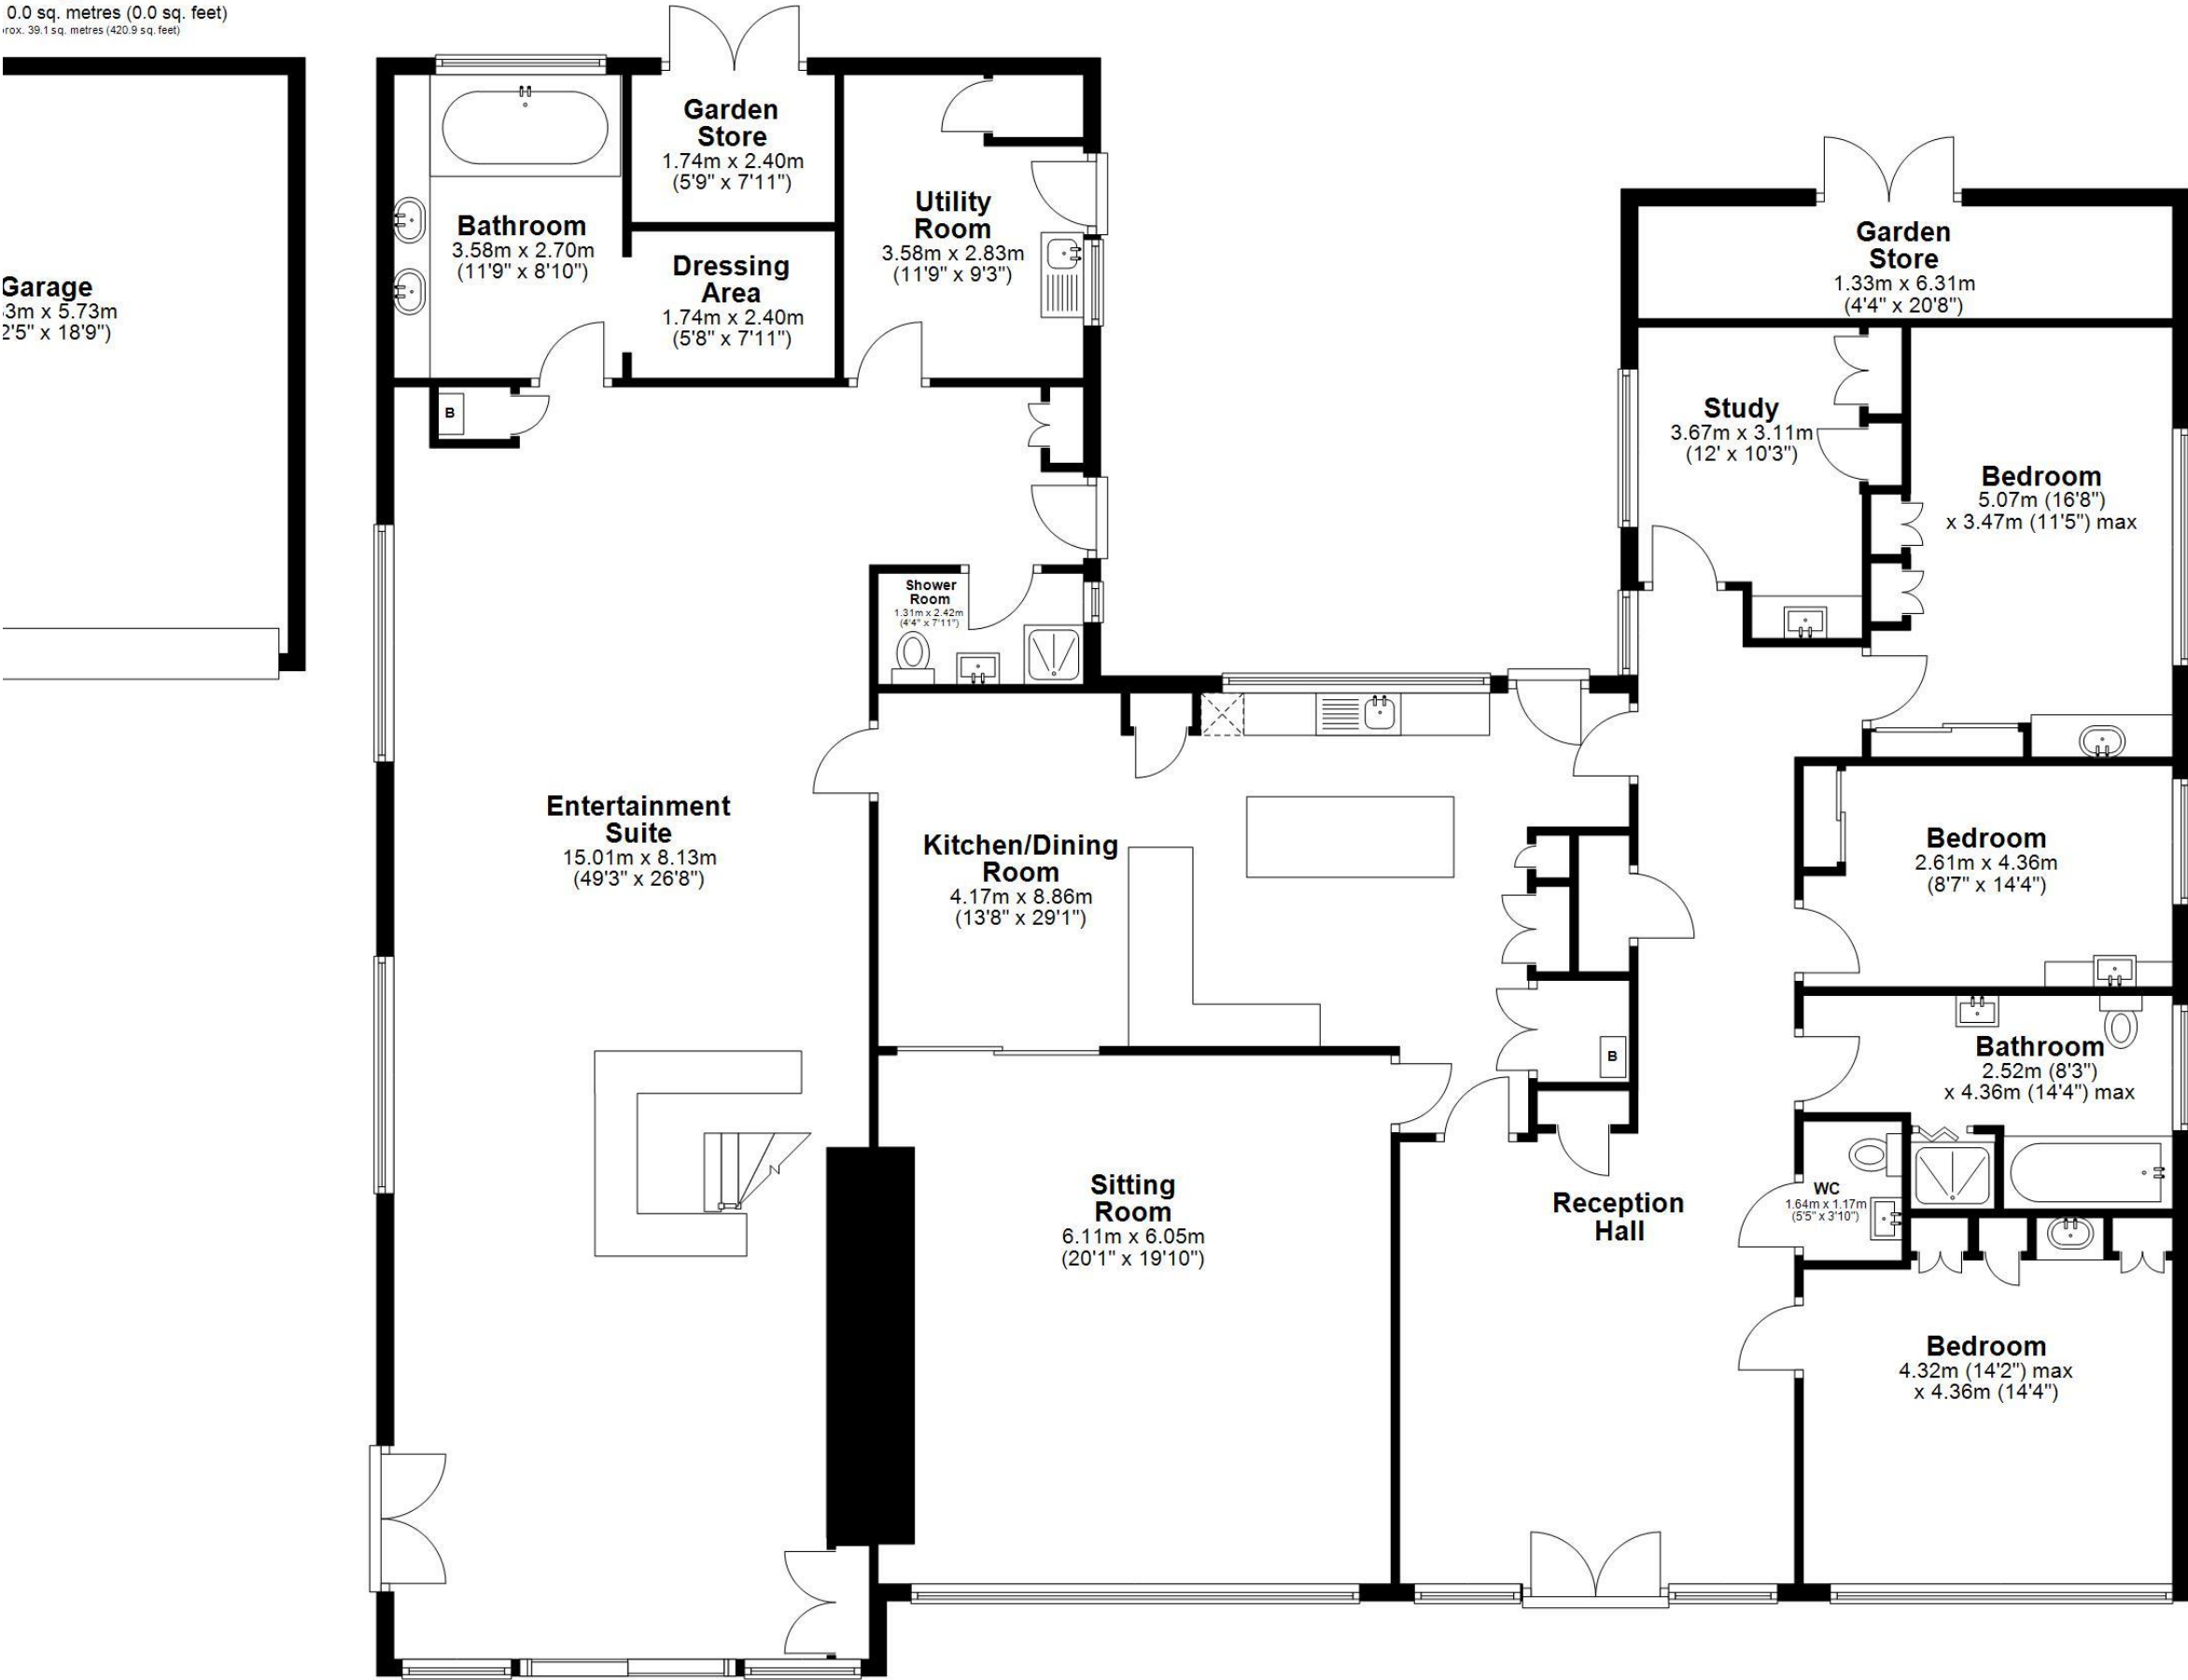 0.0 sq. metres (0.0 sq. feet)
39.1 sq. metres (420.9 sq. feet)
Garage
3m x 5.73m
2'5" x 18'9")
Bathroom
3.58m x 2.70m
(11'9" x 8'10")
Garden
Store
1.74m x 2.40m
(5'9" x 7'11")
Dressing
Area
1.74m x 2.40m
(5'8" x 7'11")
Utility
Room
3.58m x 2.83m
(11'9" x 9'3")
B
Shower
Room
1.31m x 2.42m
(4'4" x 7'11")
Entertainment
Suite
15.01m x 8.13m
(49'3" x 26'8")
Kitchen/Dining
Room
4.17m x 8.86m
(13'8" x 29'1")
B
Sitting
Room
6.11m x 6.05m
(20'1" x 19'10")
Reception
Hall
Garden
Store
1.33m x 6.31m
(4'4" x 20'8")
Study
3.67m x 3.11m
(12' x 10'3")
Bedroom
5.07m (16'8")
x 3.47m (11'5") max
Bedroom
2.61m x 4.36m
(8'7" x 14'4")
Bathroom
2.52m (8'3")
x 4.36m (14'4") max
WC
1.64m x 1.17m
(5'5" x 3'10")
Bedroom
4.32m (14'2") max
x 4.36m (14'4")